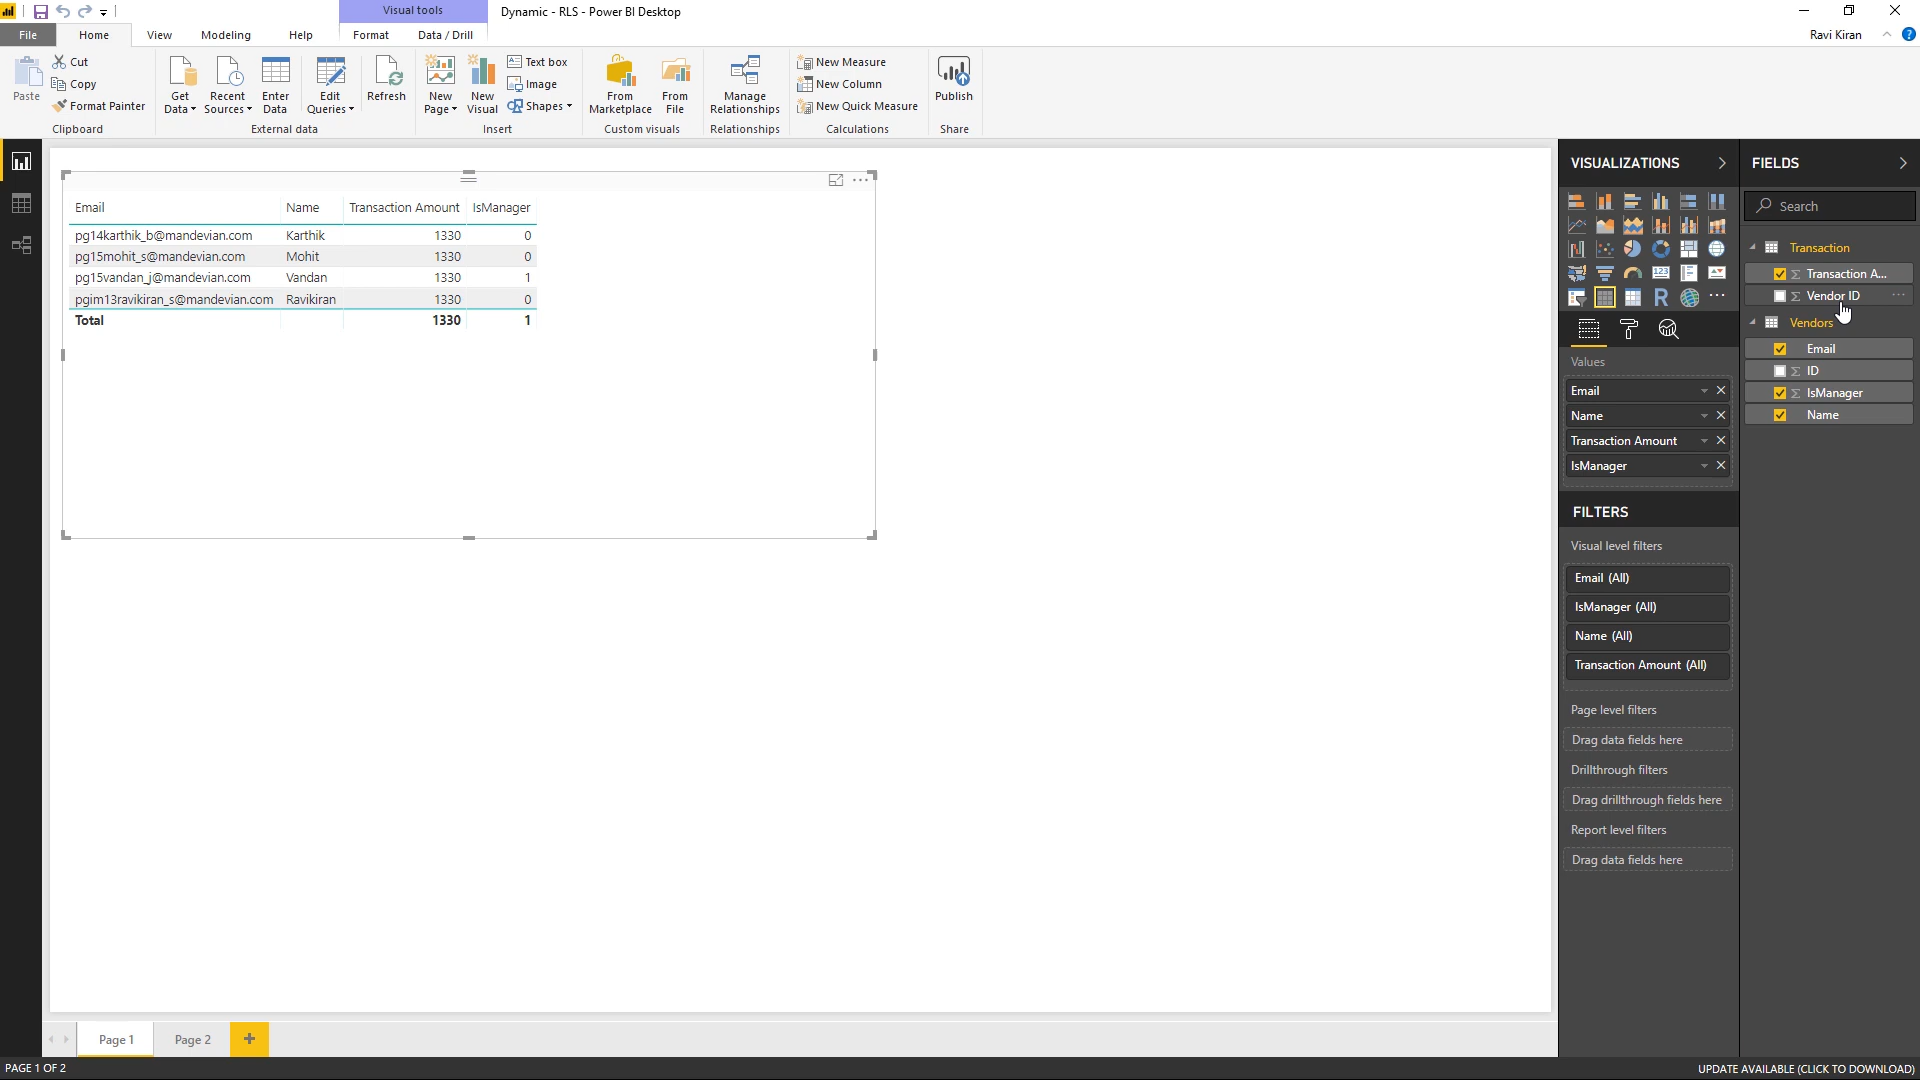 Visual tools
Dynamic - RLS - Power BI Desktop
File Home View Modeling Help Format Data / Drill
Ravi Kiran
Paste
Cut
Copy
Format Painter
Clipboard
Get Data
Recent Sources
Enter Data
Edit Queries
External data
Refresh
New Page
New Visual
Text box
Image
Shapes
Insert
From Marketplace
From File
Custom visuals
Manage Relationships
Relationships
New Measure
New Column
New Quick Measure
Calculations
Publish
Share
Email Name Transaction Amount IsManager
pg14karthik_b@mandevian.com Karthik 1330 0
pg15mohit_s@mandevian.com Mohit 1330 0
pg15vandan_j@mandevian.com Vandan 1330 1
pgim13ravikiran_s@mandevian.com Ravikiran 1330 0
Total 1330 1
VISUALIZATIONS
R
123
Values
Email
Name
Transaction Amount
IsManager
FILTERS
Visual level filters
Email (All)
IsManager (All)
Name (All)
Transaction Amount (All)
Page level filters
Drag data fields here
Drillthrough filters
Drag drillthrough fields here
Report level filters
Drag data fields here
FIELDS
Search
Transaction
Σ Transaction A...
Σ Vendor ID
Vendors
Email
Σ ID
Σ IsManager
Name
Page 1 Page 2 +
PAGE 1 OF 2
UPDATE AVAILABLE (CLICK TO DOWNLOAD)